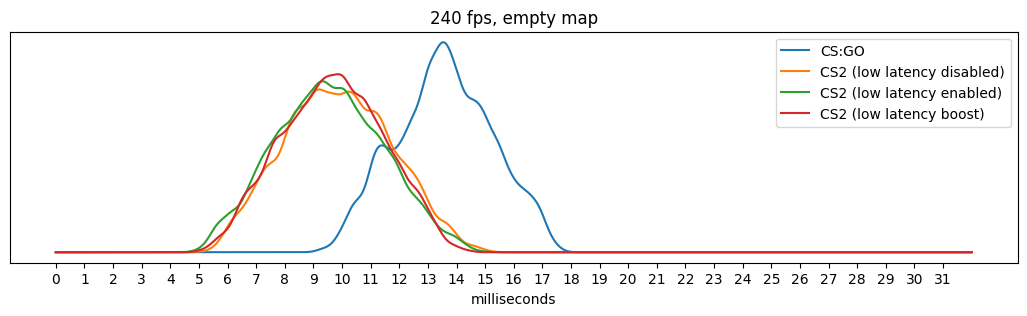 240 fps, empty map
CS:GO
CS2 (low latency disabled)
CS2 (low latency enabled)
CS2 (low latency boost)
0 1 2 3 4 5 6 7 8 9 10 11 12 13 14 15 16 17 18 19 20 21 22 23 24 25 26 27 28 29 30 31
milliseconds